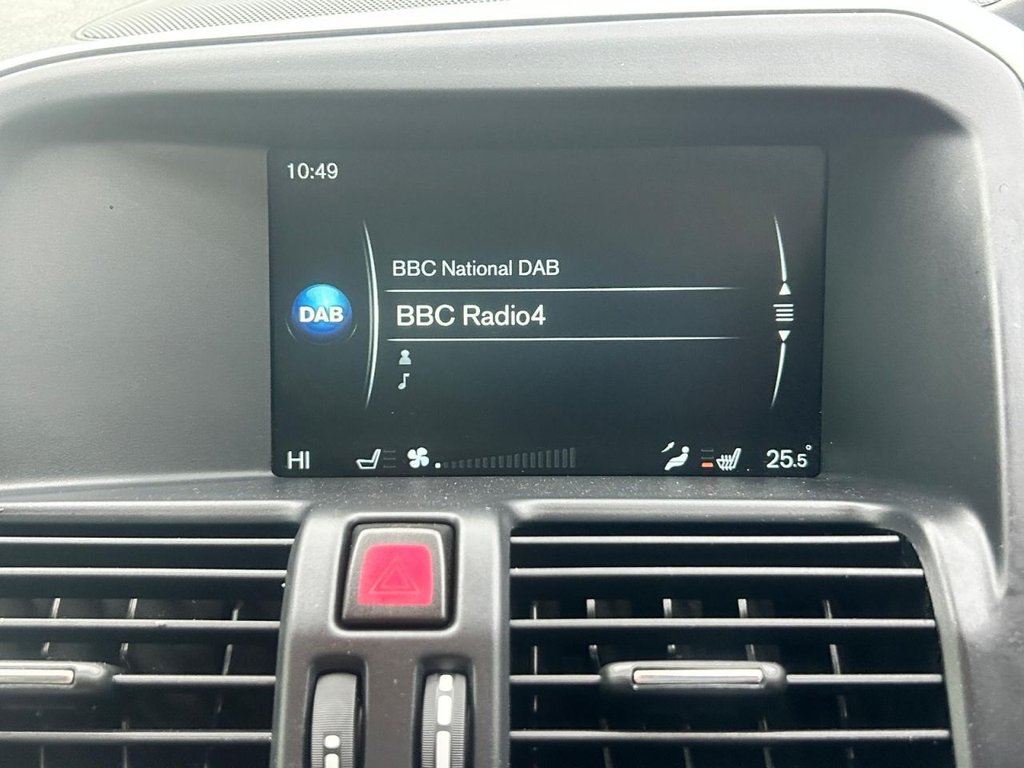 10:49
BBC National DAB
DAB
BBC Radio4
HI
25.5°